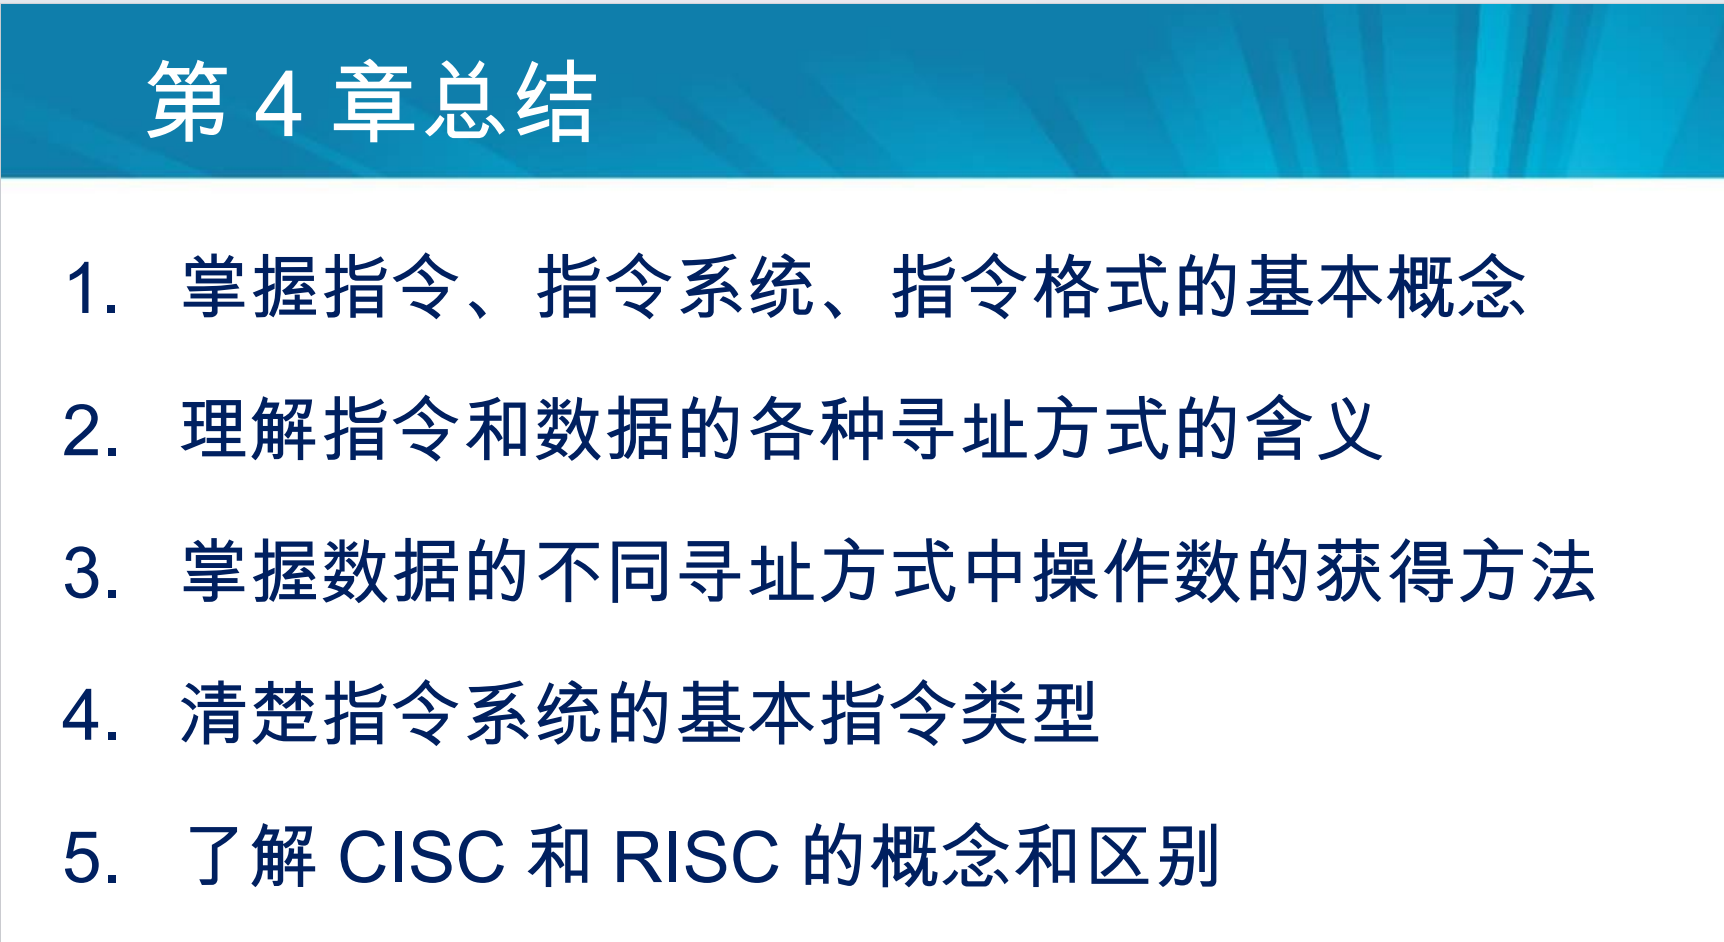 第 4 章总结
1. 掌握指令、指令系统、指令格式的基本概念
2. 理解指令和数据的各种寻址方式的含义
3. 掌握数据的不同寻址方式中操作数的获得方法
4. 清楚指令系统的基本指令类型
5. 了解 CISC 和 RISC 的概念和区别